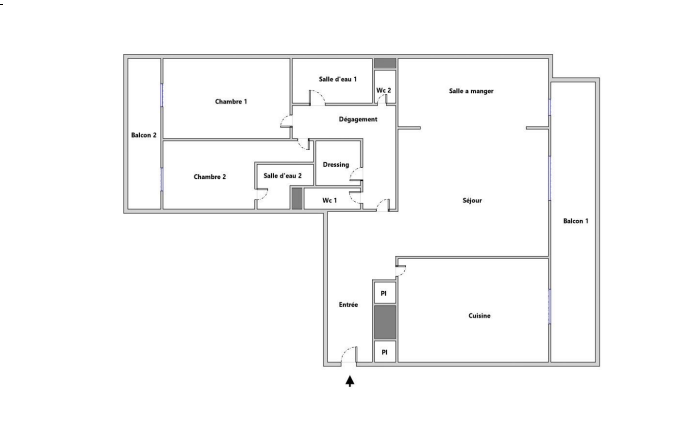 Salle d'eau 1
Wc 2
Salle a manger
Chambre 1
Dégagement
Balcon 2
Dressing
Chambre 2
Salle d'eau 2
Wc 1
Séjour
Balcon 1
Pl
Entrée
Cuisine
Pl